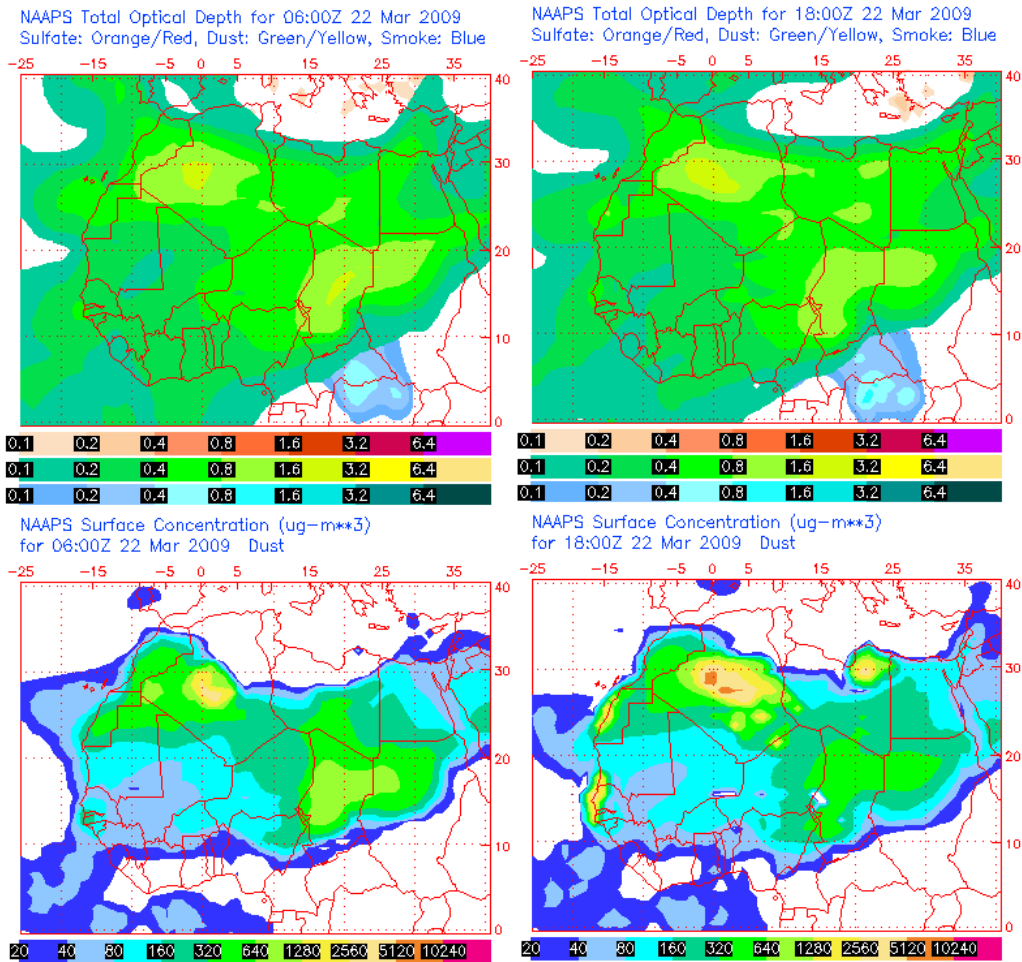 NAAPS Total Optical Depth for 06:00Z 22 Mar 2009
Sulfate: Orange/Red, Dust: Green/Yellow, Smoke: Blue
-25 -15 -5 0 5 15 25 35
40
30
20
10
0
0.1 0.2 0.4 0.8 1.6 3.2 6.4
0.1 0.2 0.4 0.8 1.6 3.2 6.4
0.1 0.2 0.4 0.8 1.6 3.2 6.4
NAAPS Total Optical Depth for 18:00Z 22 Mar 2009
Sulfate: Orange/Red, Dust: Green/Yellow, Smoke: Blue
-25 -15 -5 0 5 15 25 35
40
30
20
10
0
0.1 0.2 0.4 0.8 1.6 3.2 6.4
0.1 0.2 0.4 0.8 1.6 3.2 6.4
0.1 0.2 0.4 0.8 1.6 3.2 6.4
NAAPS Surface Concentration (ug-m**3)
for 06:00Z 22 Mar 2009 Dust
-25 -15 -5 0 5 15 25 35
40
30
20
10
0
20 40 80 160 320 640 1280 2560 5120 10240
NAAPS Surface Concentration (ug-m**3)
for 18:00Z 22 Mar 2009 Dust
-25 -15 -5 0 5 15 25 35
40
30
20
10
0
20 40 80 160 320 640 1280 2560 5120 10240